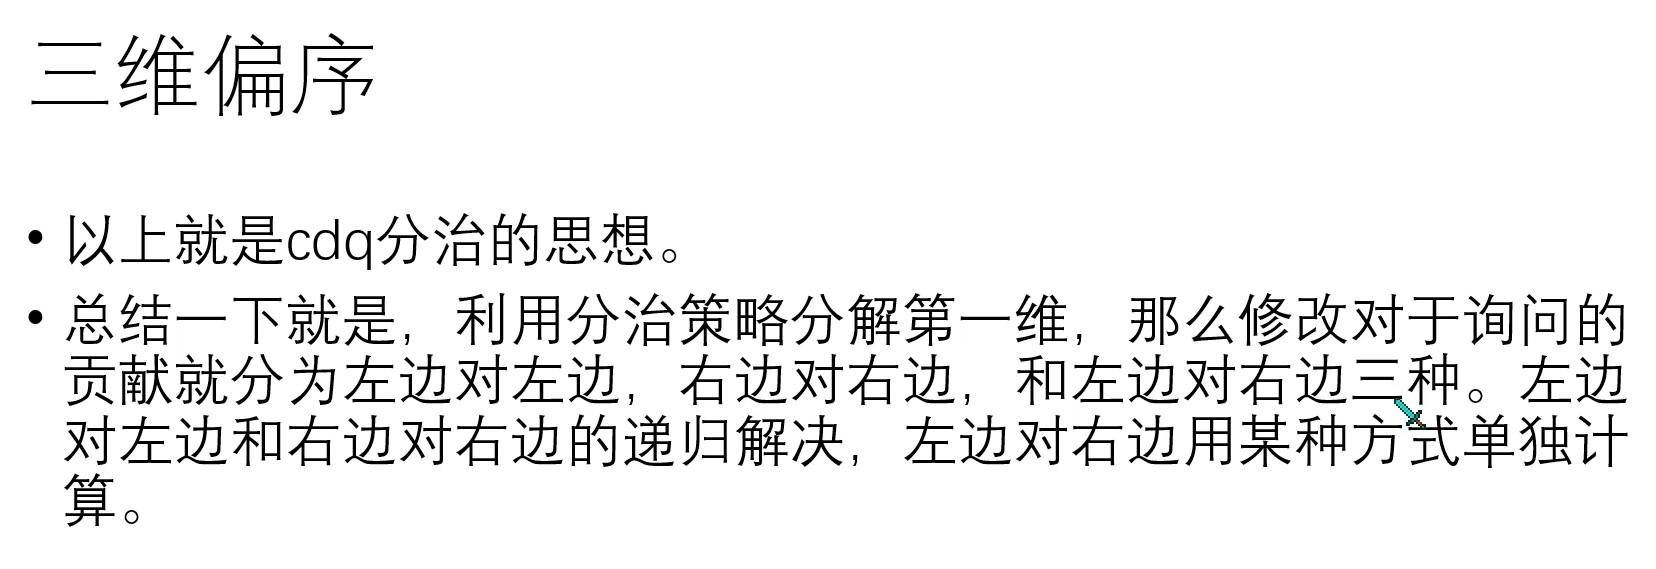 三维偏序
• 以上就是cdq分治的思想。
• 总结一下就是，利用分治策略分解第一维，那么修改对于询问的
贡献就分为左边对左边，右边对右边，和左边对右边三种。左边
对左边和右边对右边的递归解决，左边对右边用某种方式单独计
算。